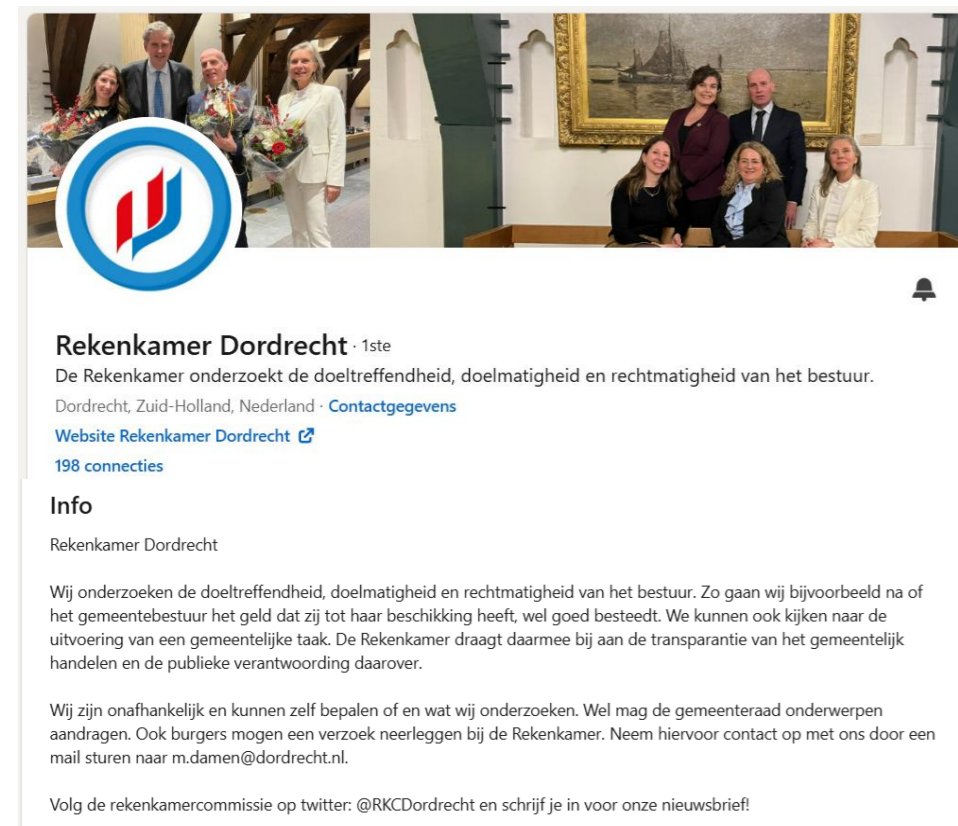 Rekenkamer Dordrecht · 1ste
De Rekenkamer onderzoekt de doeltreffendheid, doelmatigheid en rechtmatigheid van het bestuur.
Dordrecht, Zuid-Holland, Nederland · Contactgegevens
Website Rekenkamer Dordrecht
198 connecties
Info
Rekenkamer Dordrecht
Wij onderzoeken de doeltreffendheid, doelmatigheid en rechtmatigheid van het bestuur. Zo gaan wij bijvoorbeeld na of
het gemeentebestuur het geld dat zij tot haar beschikking heeft, wel goed besteedt. We kunnen ook kijken naar de
uitvoering van een gemeentelijke taak. De Rekenkamer draagt daarmee bij aan de transparantie van het gemeentelijk
handelen en de publieke verantwoording daarover.
Wij zijn onafhankelijk en kunnen zelf bepalen of en wat wij onderzoeken. Wel mag de gemeenteraad onderwerpen
aandragen. Ook burgers mogen een verzoek neerleggen bij de Rekenkamer. Neem hiervoor contact op met ons door een
mail sturen naar m.damen@dordrecht.nl.
Volg de rekenkamercommissie op twitter: @RKCDordrecht en schrijf je in voor onze nieuwsbrief!